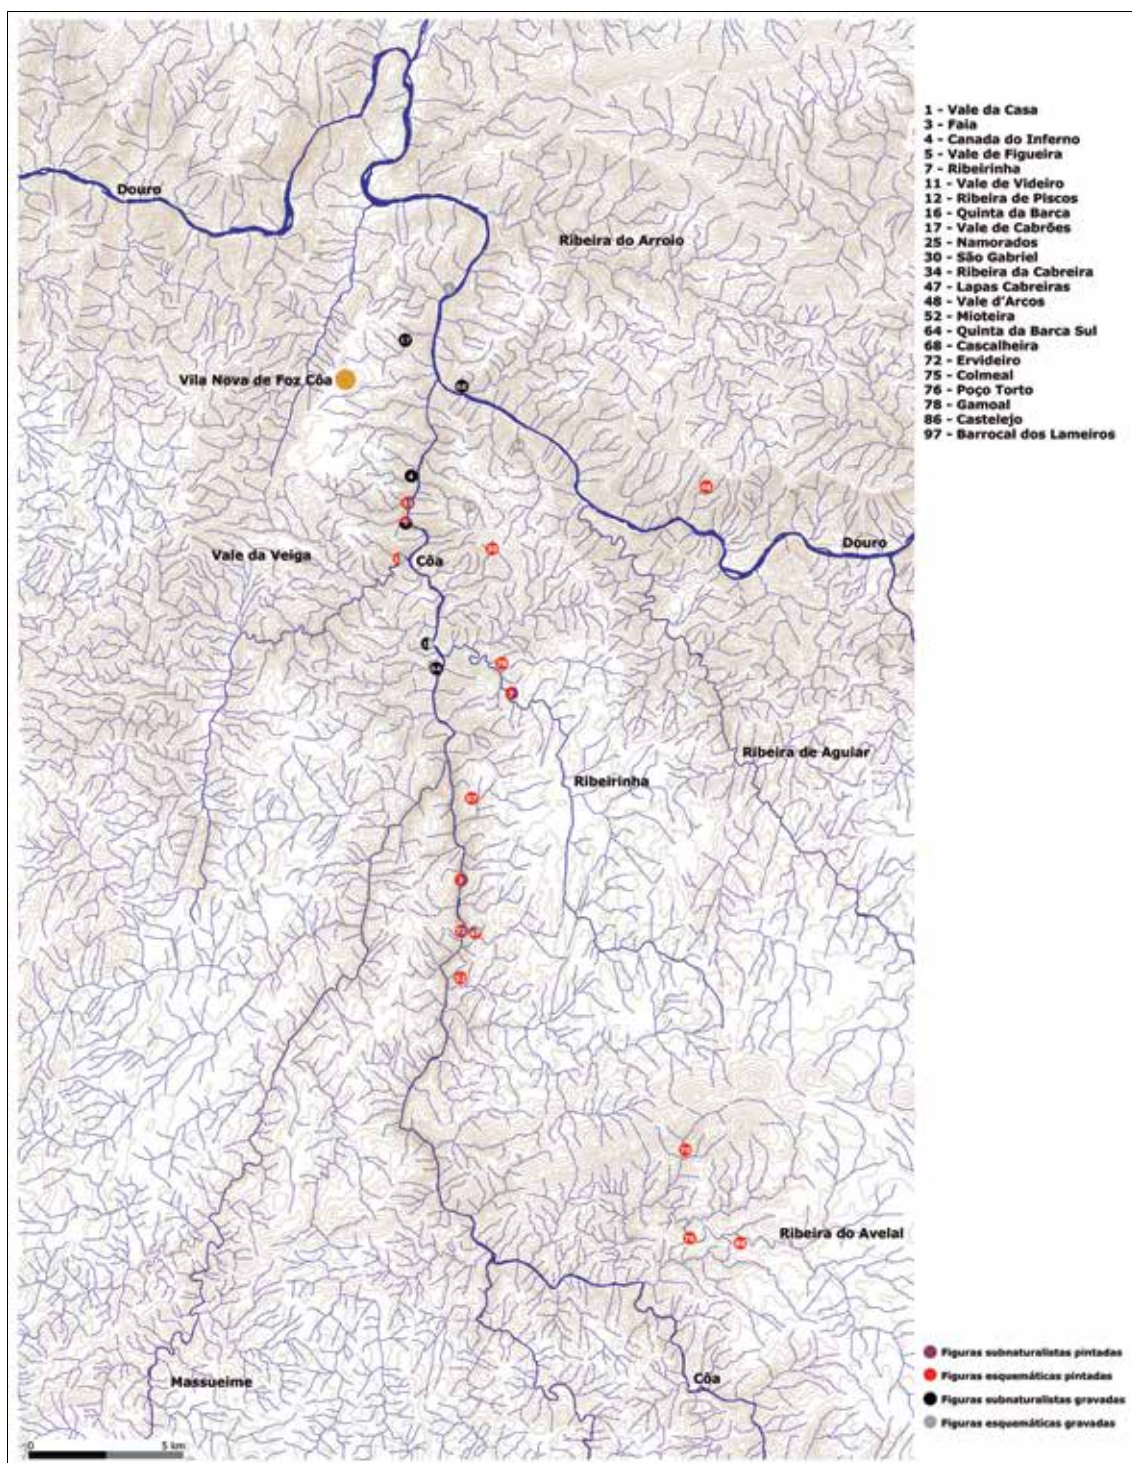 1 - Vale da Casa
3 - Faia
4 - Canada do Inferno
5 - Vale de Figueira
7 - Ribeirinha
11 - Vale de Videiro
12 - Ribeira de Piscos
16 - Quinta da Barca
17 - Vale de Cabrões
25 - Namorados
30 - São Gabriel
34 - Ribeira da Cabreira
47 - Lapas Cabreiras
48 - Vale d'Arcos
52 - Mioteira
64 - Quinta da Barca Sul
68 - Cascalheira
72 - Ervideiro
75 - Colmeal
76 - Poço Torto
78 - Gamoal
86 - Castelejo
97 - Barrocal dos Lameiros
Douro
Ribeira do Arroio
Vila Nova de Foz Côa
4
Douro
Vale da Veiga
Côa
7
Ribeira de Aguiar
Ribeirinha
Ribeira do Avelal
Massueime
Côa
Figuras subnaturalistas pintadas
Figuras esquemáticas pintadas
Figuras subnaturalistas gravadas
Figuras esquemáticas gravadas
0 5 km